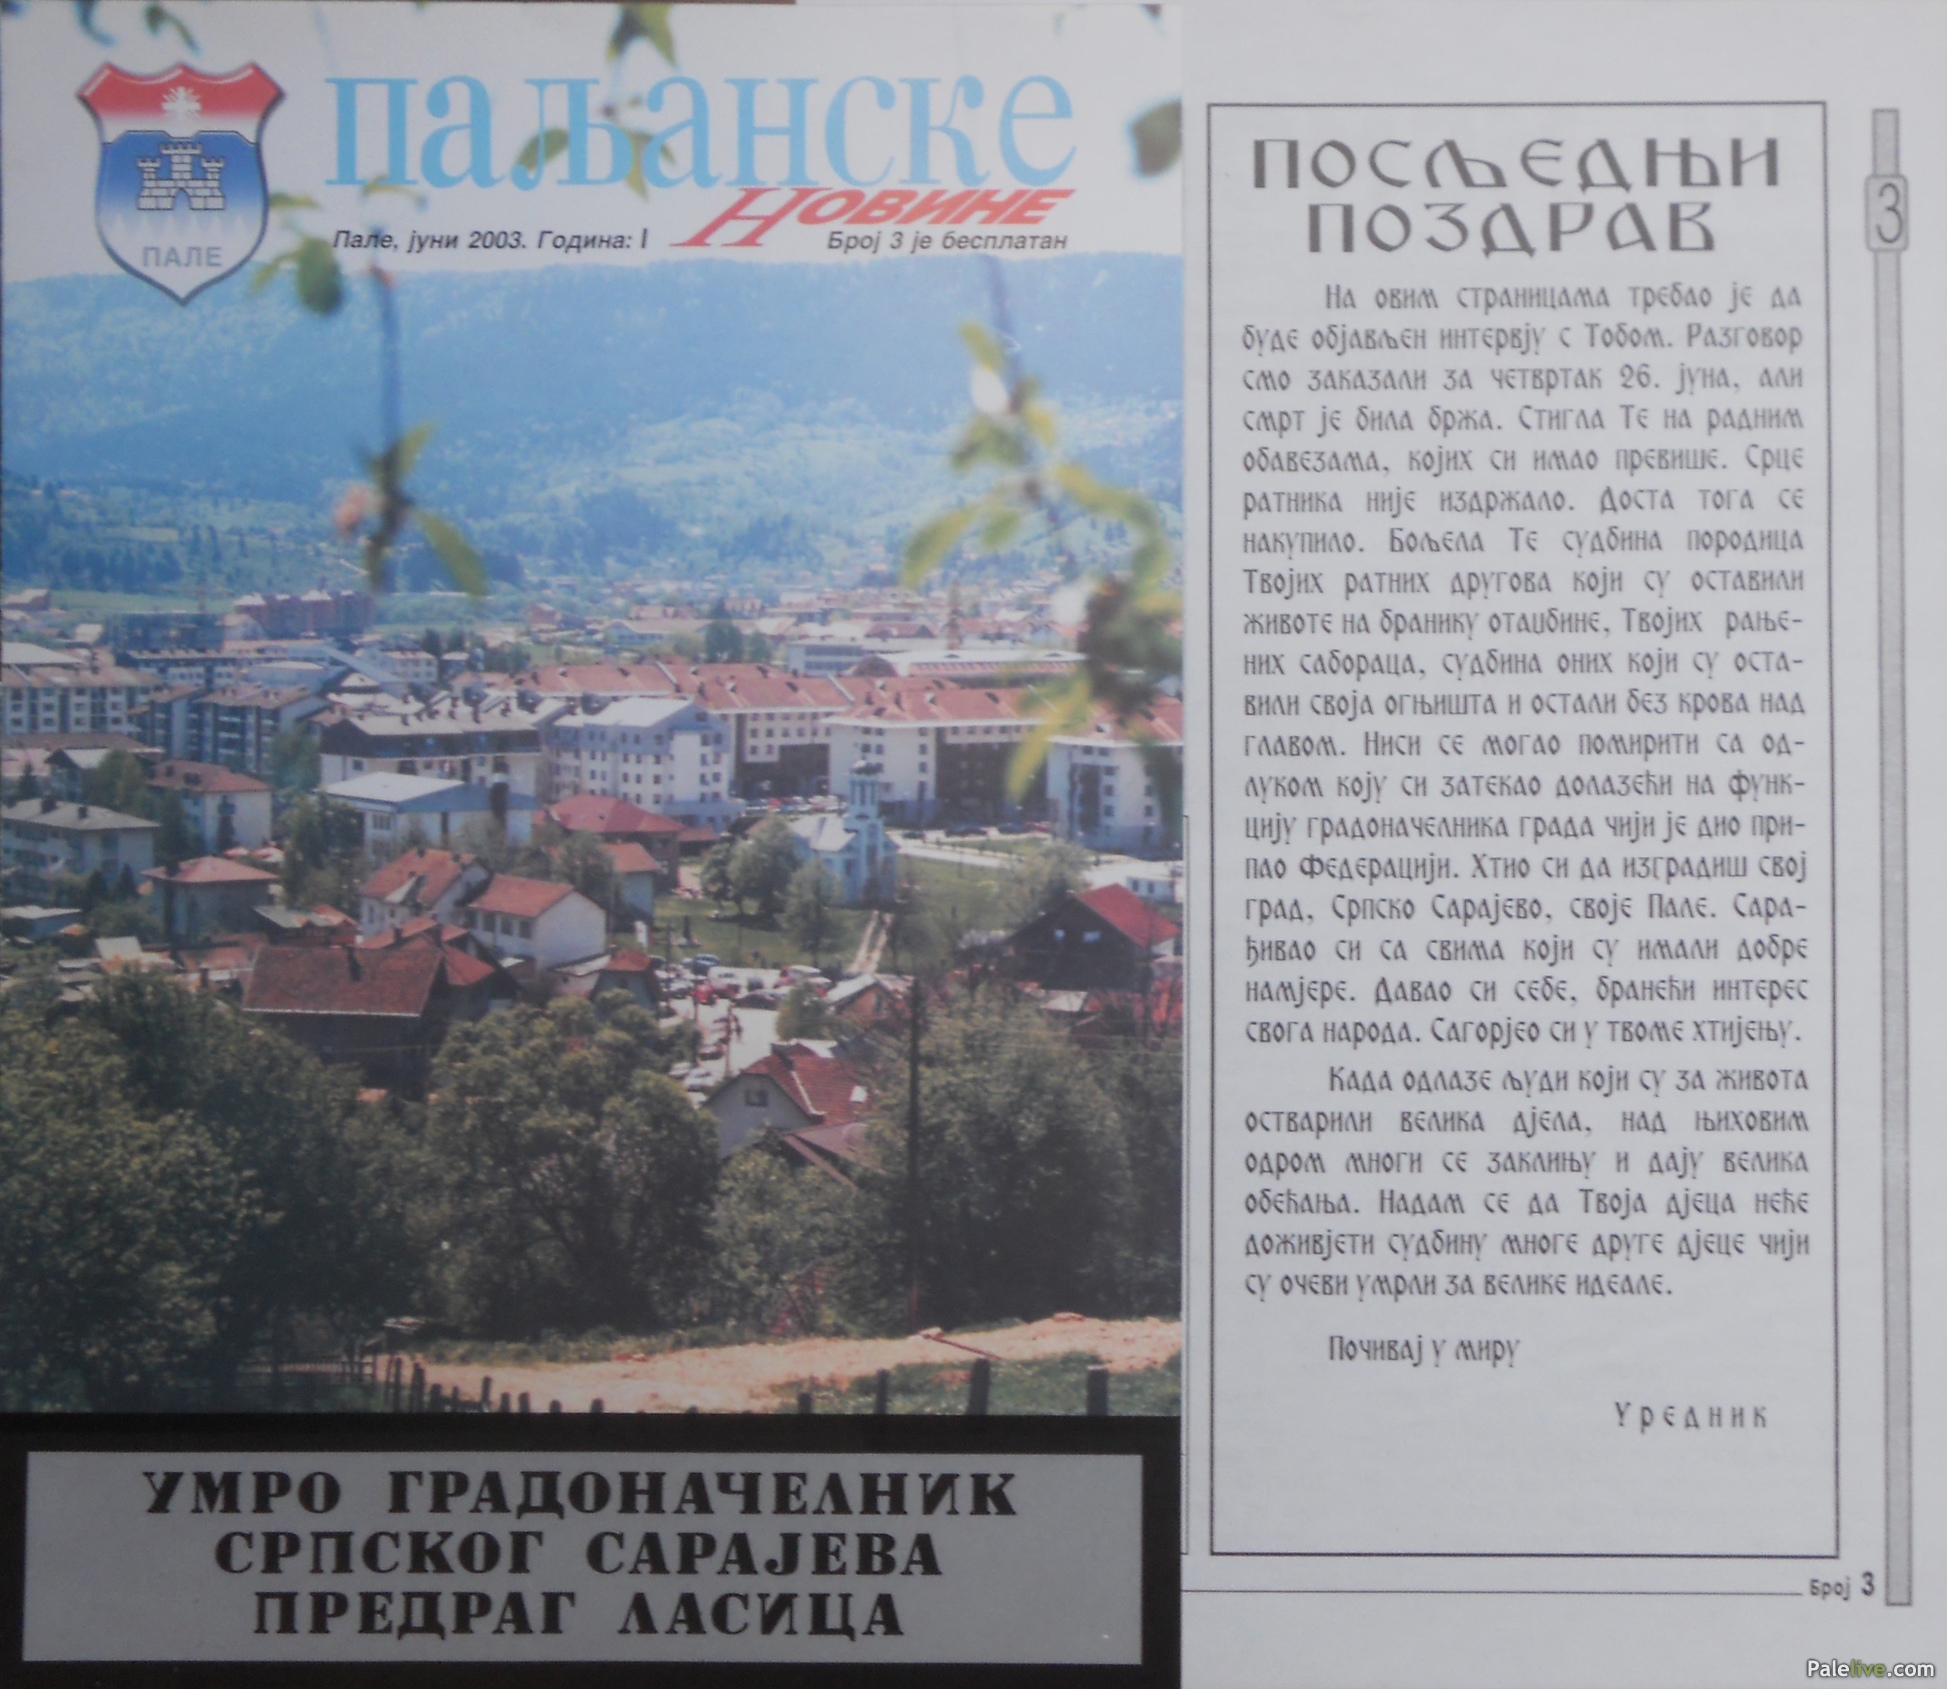 паљанске
Новине
Пале, јуни 2003. Година: I
Број 3 је бесплатан
ПАЛЕ
УМРО ГРАДОНАЧЕЛНИК
СРПСКОГ САРАЈЕВА
ПРЕДРАГ ЛАСИЦА
ПОСЉЕДЊИ
ПОЗДРАВ
На овим страницама требао је да
буде објављен интервју с Тобом. Разговор
смо заказали за четвртак 26. јуна, али
смрт је била бржа. Стигла Те на радним
обавезама, којих си имао превише. Срце
ратника није издржало. Доста тога се
накупило. Бољела Те судбина породица
Твојих ратних другова који су оставили
животе на бранику отаџбине, Твојих рање-
них сабораца, судбина оних који су оста-
вили своја огњишта и остали без крова над
главом. Ниси се могао помирити са од-
луком коју си затекао долазећи на функ-
цију градоначелника града чији је дио при-
пао Федерацији. Хтио си да изградиш свој
град, Српско Сарајево, своје Пале. Сара-
ђивао си са свима који су имали добре
намјере. Давао си себе, бранећи интерес
свога народа. Сагорјео си у твоме хтијењу.
Када одлазе људи који су за живота
остварили велика дјела, над њиховим
одром многи се заклињу и дају велика
обећања. Надам се да Твоја дјеца неће
доживјети судбину многе друге дјеце чији
су очеви умрли за велике идеале.
Почивај у миру
Уредник
3
Број 3
Palelive.com